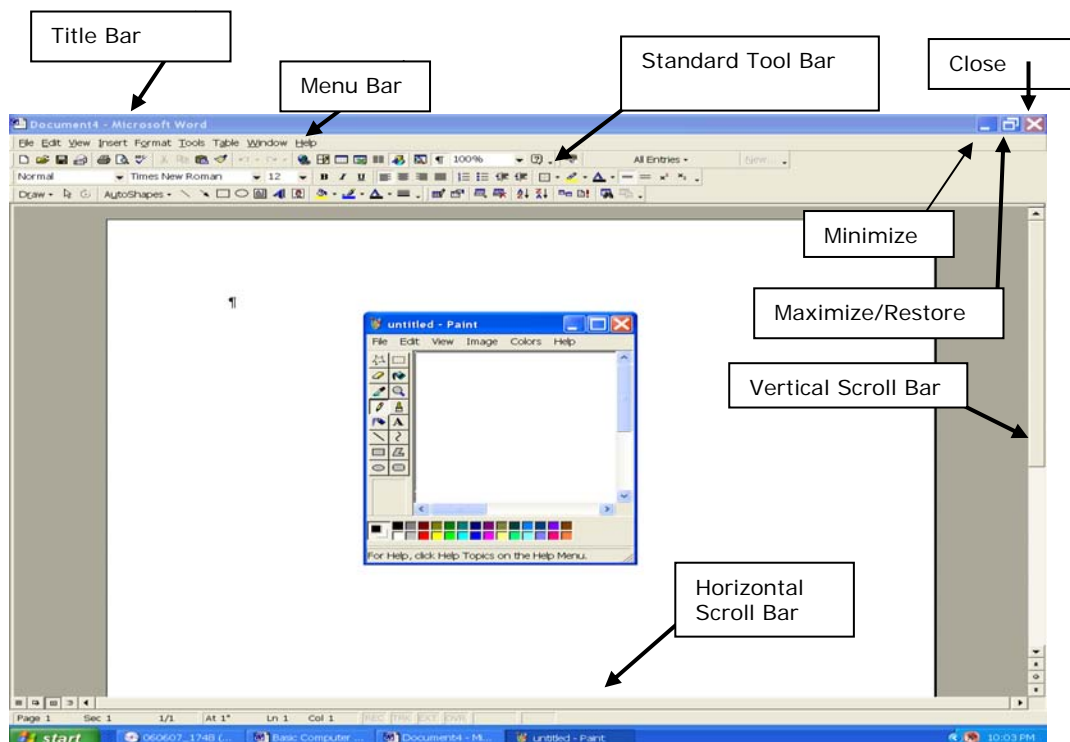 Title Bar
Standard Tool Bar
Close
Menu Bar
Document4 - Microsoft Word
File Edit View Insert Format Tools Table Window Help
100% All Entries New...
Normal Times New Roman 12 B I U
Draw AutoShapes A
Minimize
¶
Maximize/Restore
untitled - Paint
File Edit View Image Colors Help
Vertical Scroll Bar
A
For Help, click Help Topics on the Help Menu.
Horizontal
Scroll Bar
Page 1 Sec 1 1/1 At 1" Ln 1 Col 1 REC TRK EXT OVR
start 060607_1748 (... Basic Computer ... Document4 - M... untitled - Paint 10:03 PM